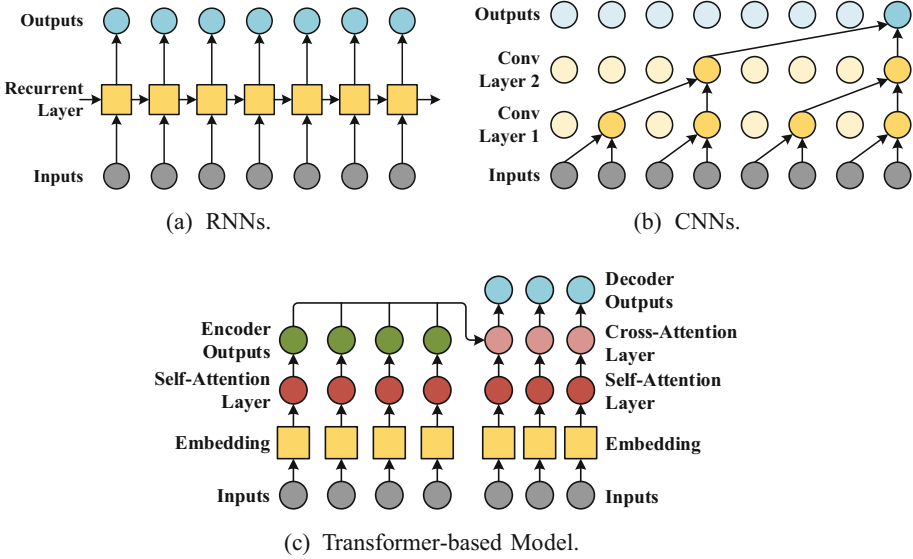 Outputs
Recurrent
Layer
Inputs
(a) RNNs.
Outputs
Conv
Layer 2
Conv
Layer 1
Inputs
(b) CNNs.
Encoder
Outputs
Self-Attention
Layer
Embedding
Inputs
Decoder
Outputs
Cross-Attention
Layer
Self-Attention
Layer
Embedding
Inputs
(c) Transformer-based Model.